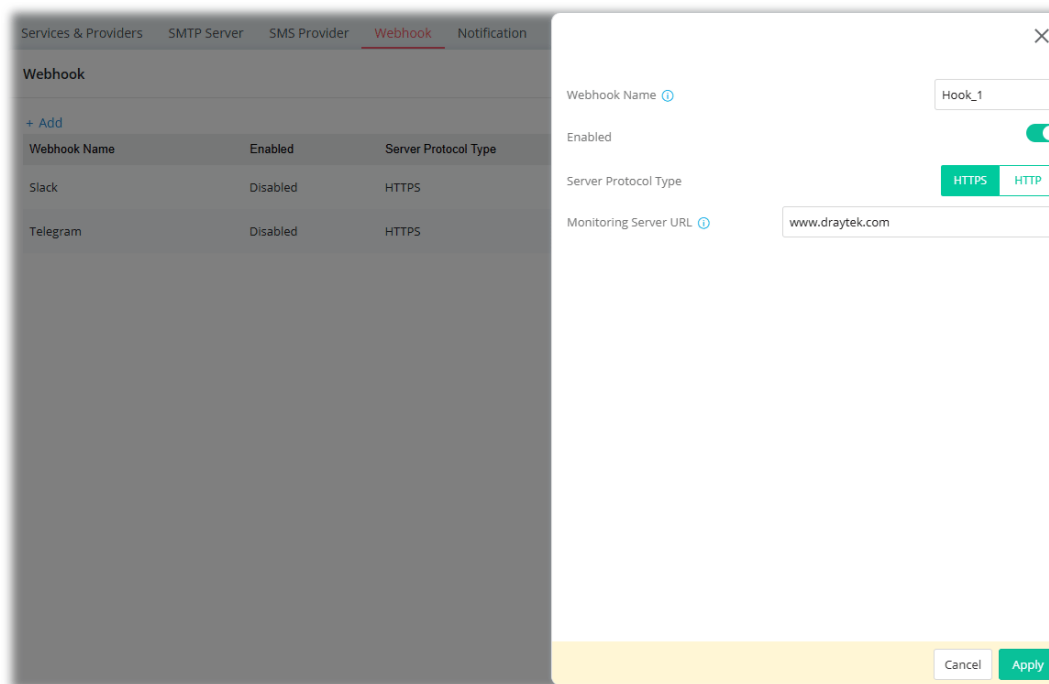 Services & Providers SMTP Server SMS Provider Webhook Notification
Webhook
+ Add
Webhook Name Enabled Server Protocol Type
Slack Disabled HTTPS
Telegram Disabled HTTPS
Webhook Name Hook_1
Enabled
Server Protocol Type HTTPS HTTP
Monitoring Server URL www.draytek.com
Cancel Apply